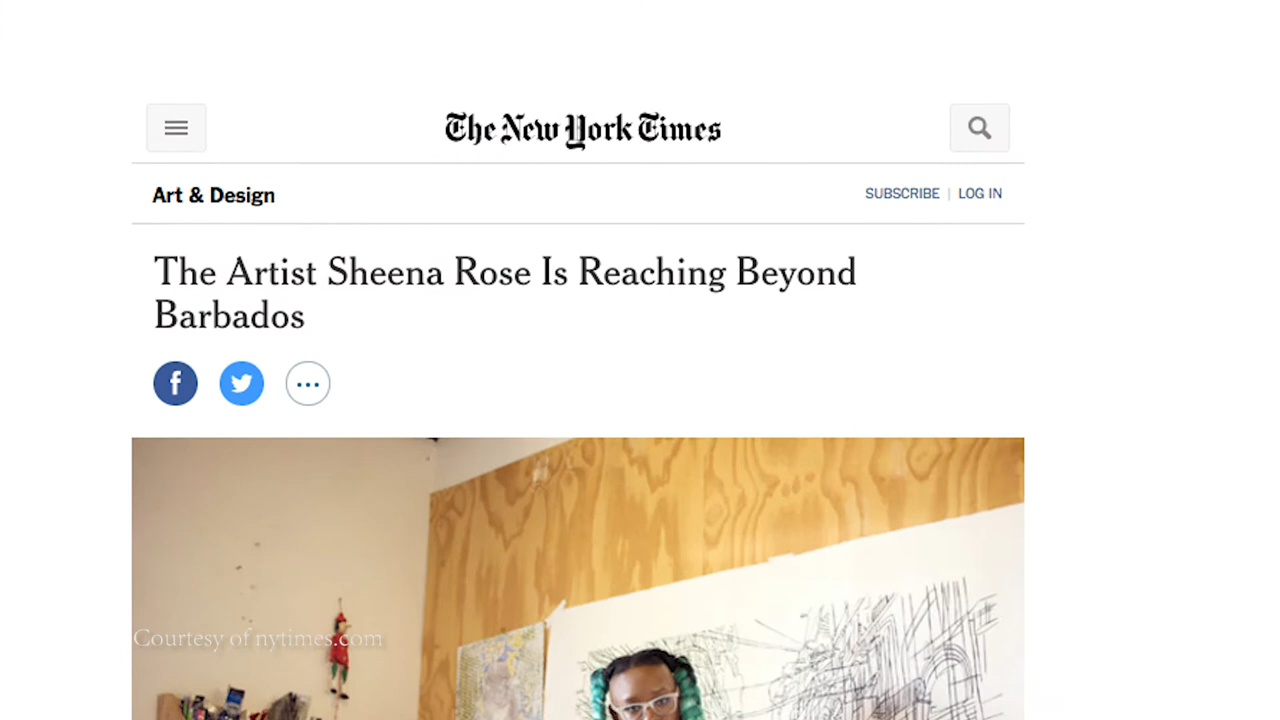 The New York Times
Art & Design
SUBSCRIBE | LOG IN
The Artist Sheena Rose Is Reaching Beyond
Barbados
Courtesy of nytimes.com